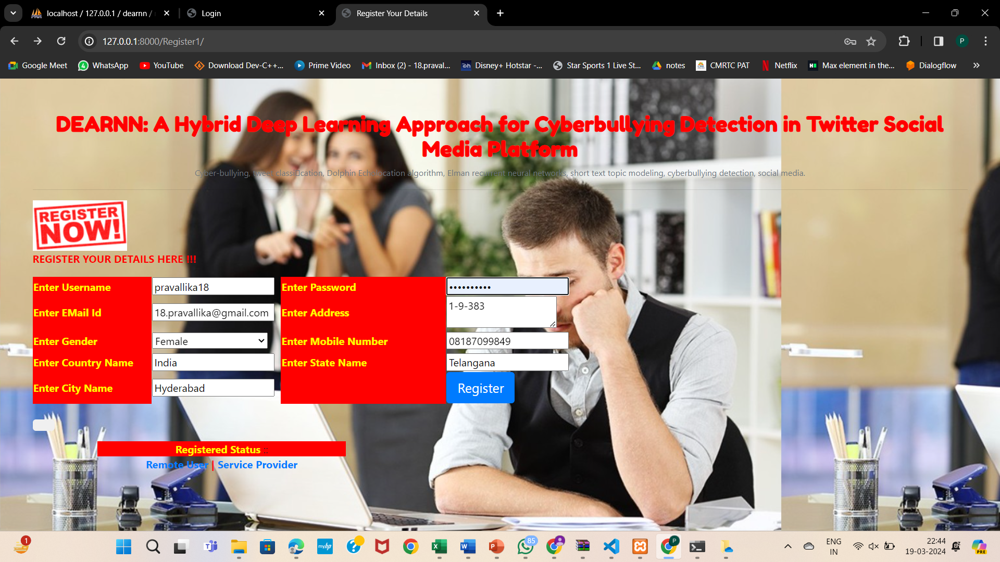 localhost / 127.0.0.1 / dearnn /
Login
Register Your Details
127.0.0.1:8000/Register1/
P
Google Meet
WhatsApp
YouTube
Download Dev-C++...
Prime Video
Inbox (2) - 18.praval...
Disney+ Hotstar -...
Star Sports 1 Live St...
notes
CMRTC PAT
Netflix
Max element in the...
Dialogflow
DEARNN: A Hybrid Deep Learning Approach for Cyberbullying Detection in Twitter Social
Media Platform
Cyber-bullying, tweet classification, Dolphin Echolocation algorithm, Elman recurrent neural networks, short text topic modeling, cyberbullying detection, social media.
REGISTER
NOW!
REGISTER YOUR DETAILS HERE !!!
Enter Username pravallika18 Enter Password ••••••••••
Enter EMail Id 18.pravallika@gmail.com Enter Address 1-9-383
Enter Gender Female Enter Mobile Number 08187099849
Enter Country Name India Enter State Name Telangana
Enter City Name Hyderabad Register
Registered Status ::
Remote User | Service Provider
1
myhp
85
P
ENG
IN
22:44
19-03-2024
PRE